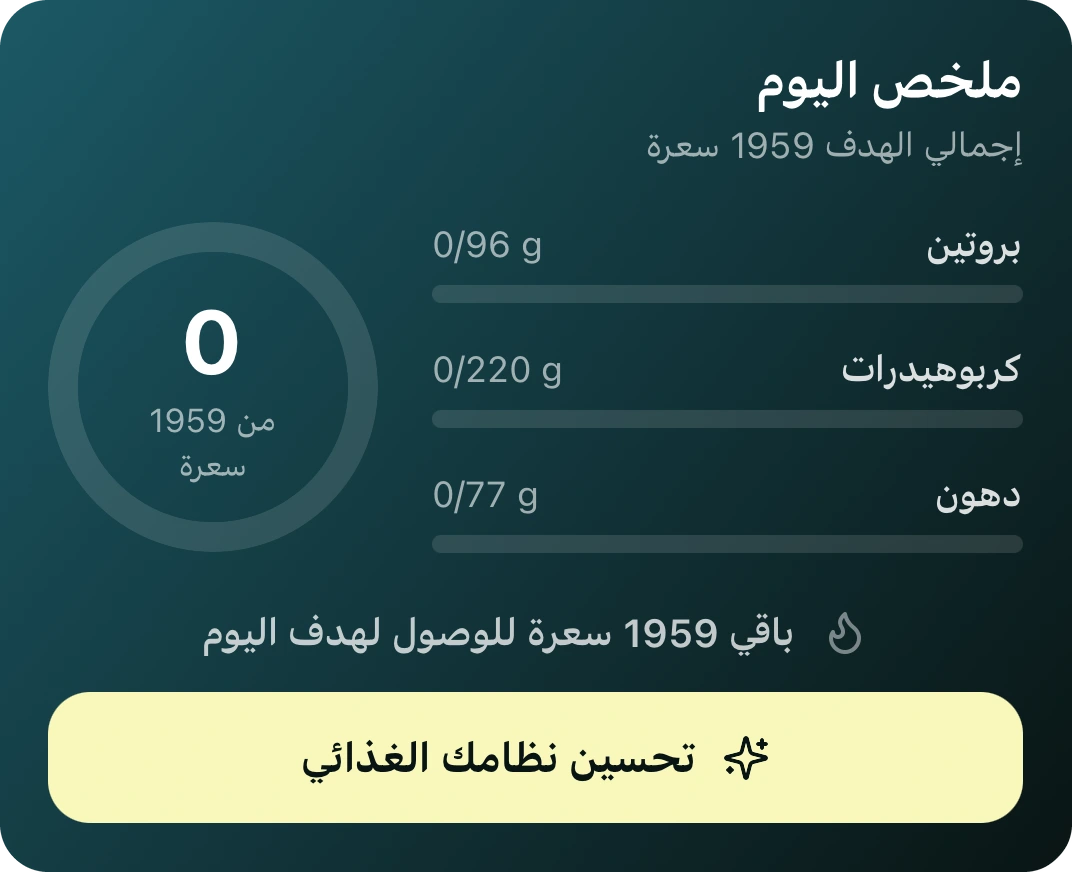 ملخص اليوم
إجمالي الهدف 1959 سعرة
بروتين 0/96 g
كربوهيدرات 0/220 g
دهون 0/77 g
0
من 1959
سعرة
باقي 1959 سعرة للوصول لهدف اليوم
تحسين نظامك الغذائي